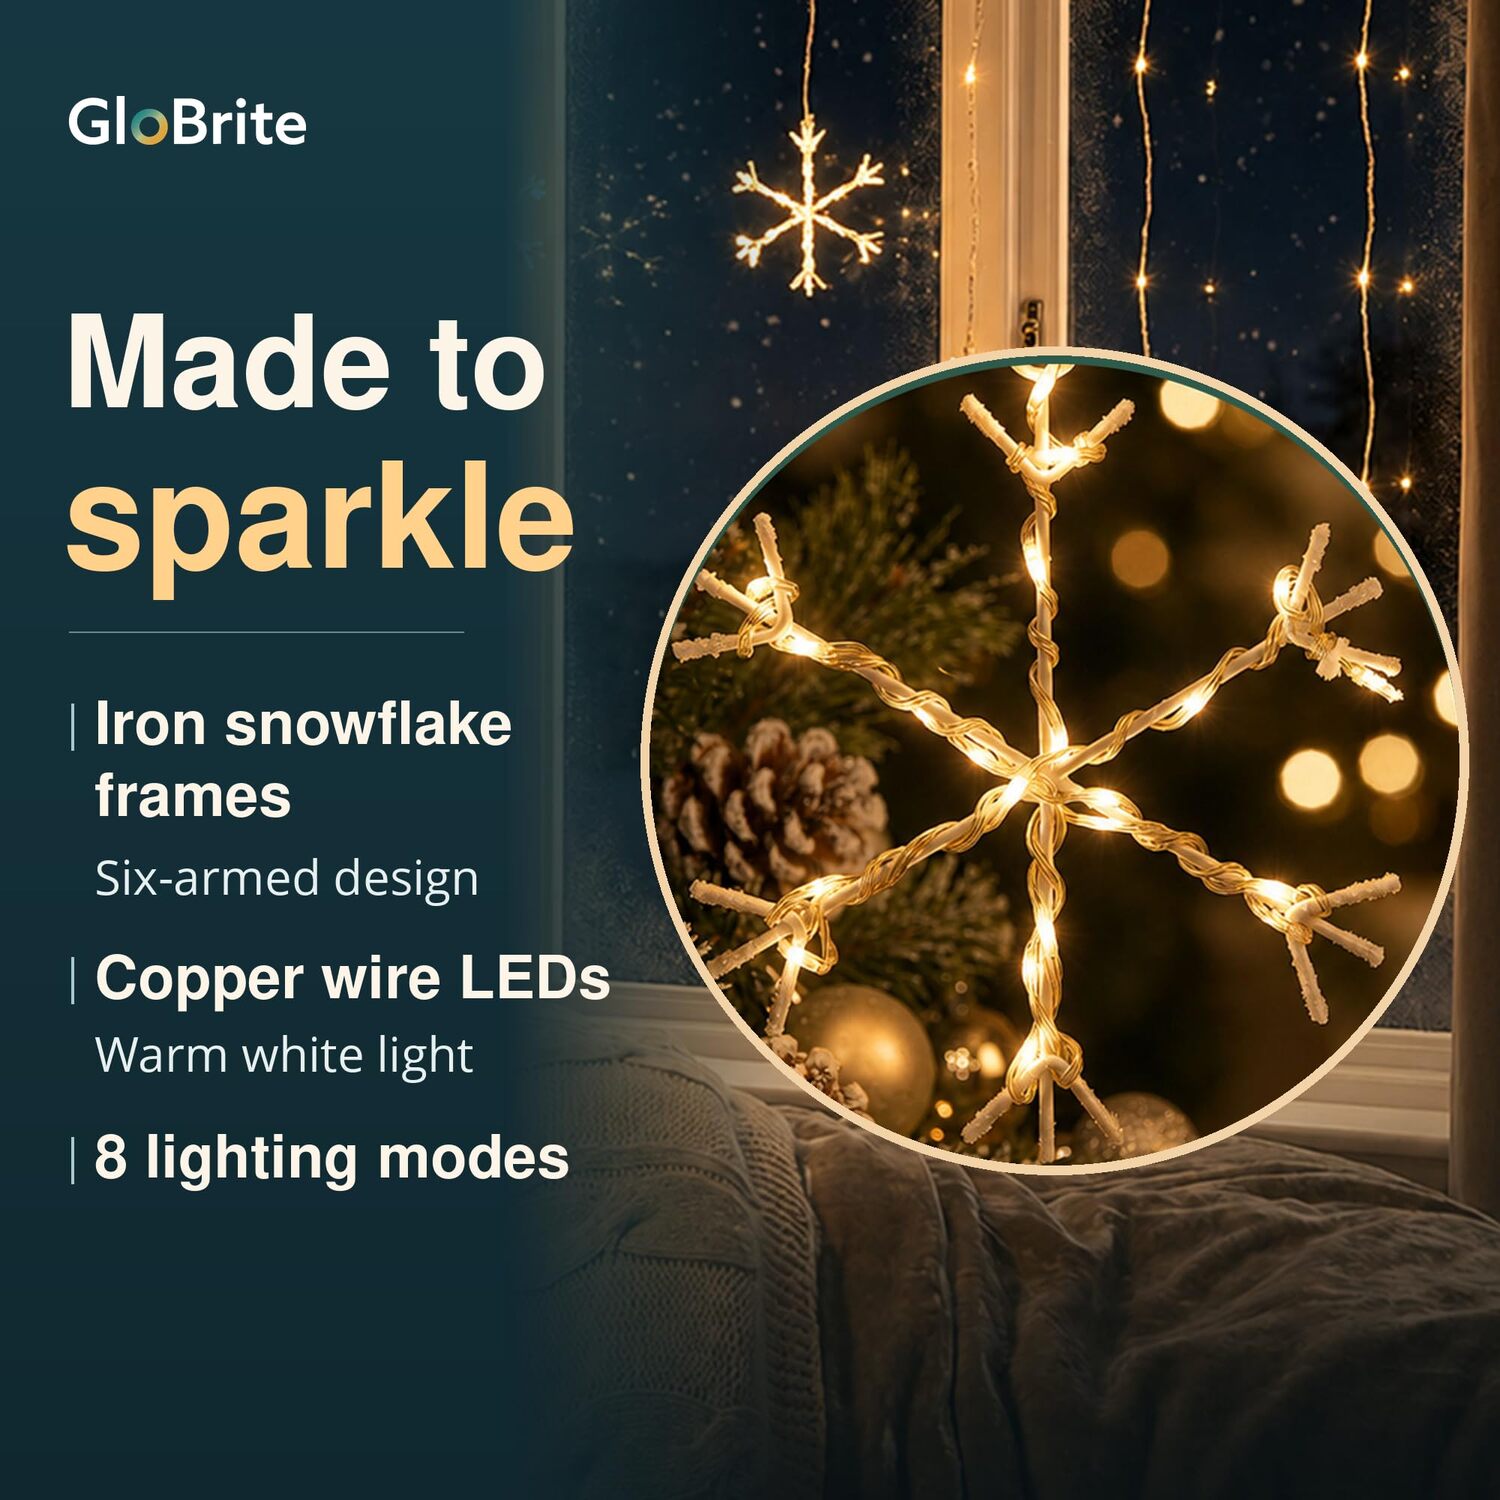 GloBrite
Made to
sparkle
Iron snowflake
frames
Six-armed design
Copper wire LEDs
Warm white light
8 lighting modes